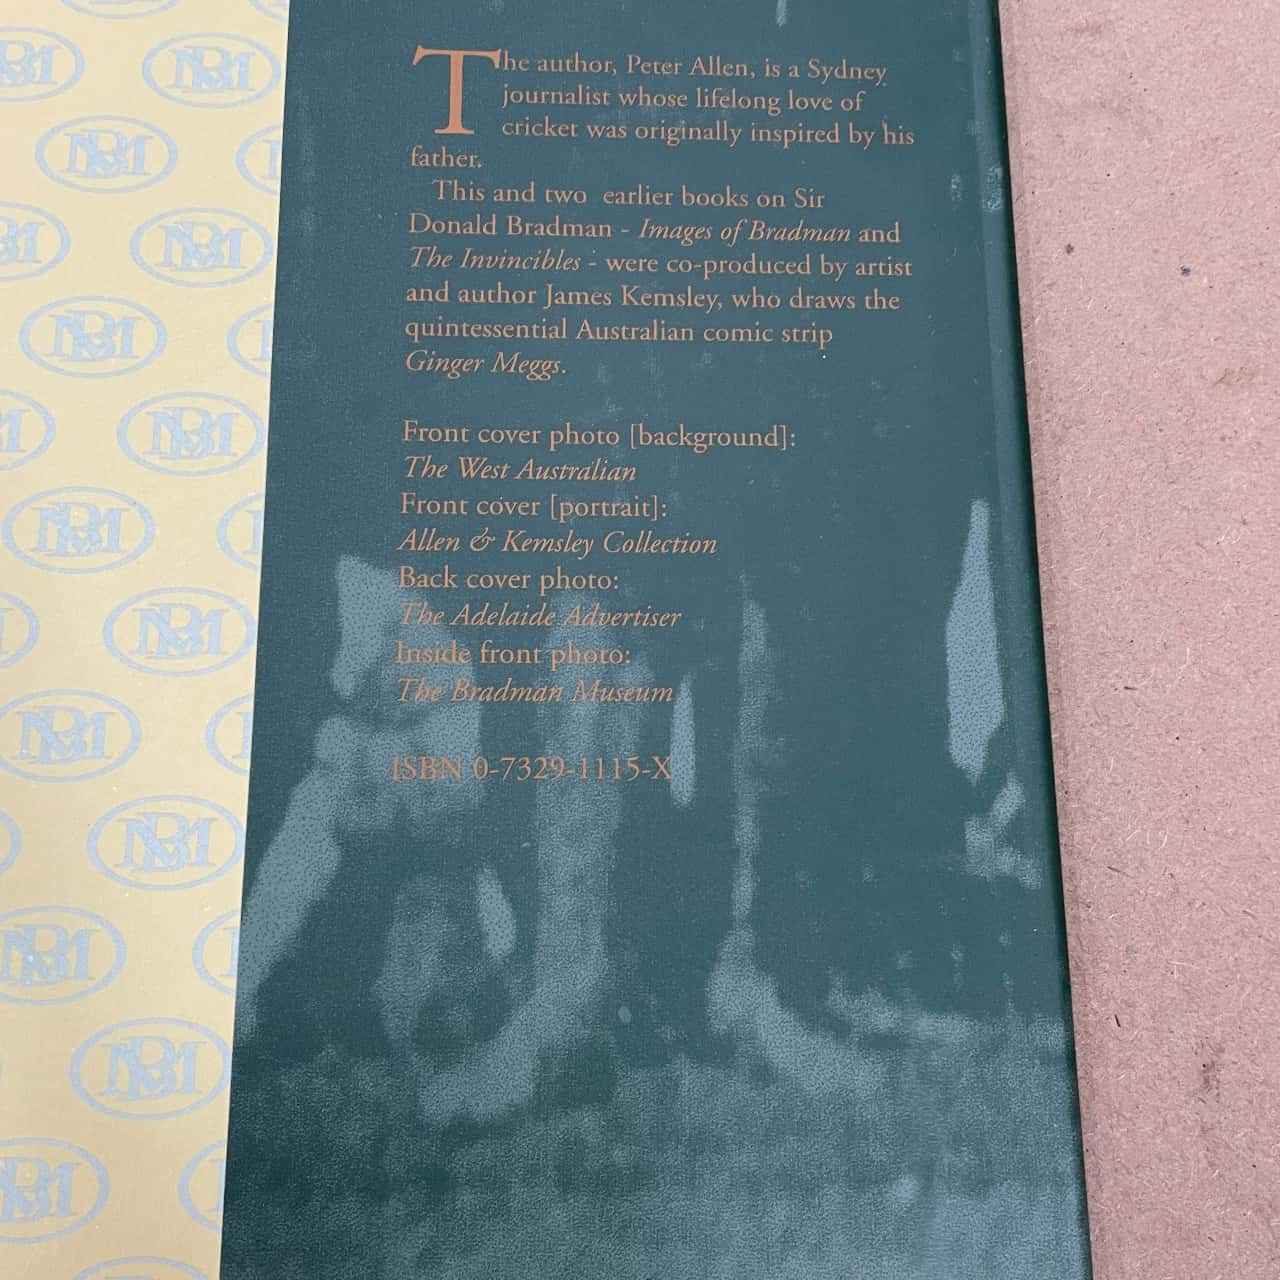 The author, Peter Allen, is a Sydney
journalist whose lifelong love of
cricket was originally inspired by his
father.
This and two earlier books on Sir
Donald Bradman - Images of Bradman and
The Invincibles - were co-produced by artist
and author James Kemsley, who draws the
quintessential Australian comic strip
Ginger Meggs.
Front cover photo [background]:
The West Australian
Front cover [portrait]:
Allen & Kemsley Collection
Back cover photo:
The Adelaide Advertiser
Inside front photo:
The Bradman Museum
ISBN 0-7329-1115-X